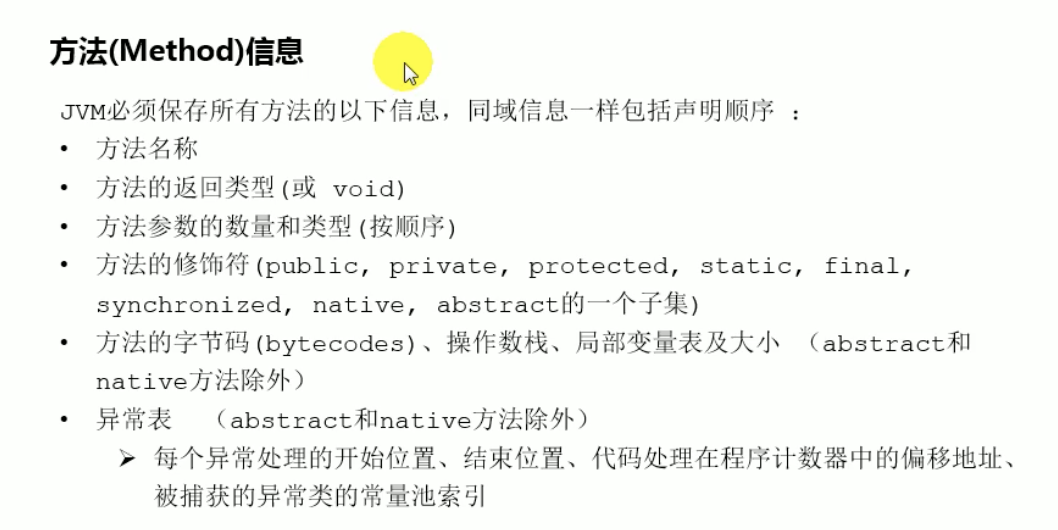 方法(Method)信息
JVM必须保存所有方法的以下信息，同域信息一样包括声明顺序 ：
• 方法名称
• 方法的返回类型(或 void)
• 方法参数的数量和类型(按顺序)
• 方法的修饰符(public, private, protected, static, final,
synchronized, native, abstract的一个子集)
• 方法的字节码(bytecodes)、操作数栈、局部变量表及大小 （abstract和
native方法除外）
• 异常表 （abstract和native方法除外）
➢ 每个异常处理的开始位置、结束位置、代码处理在程序计数器中的偏移地址、
被捕获的异常类的常量池索引